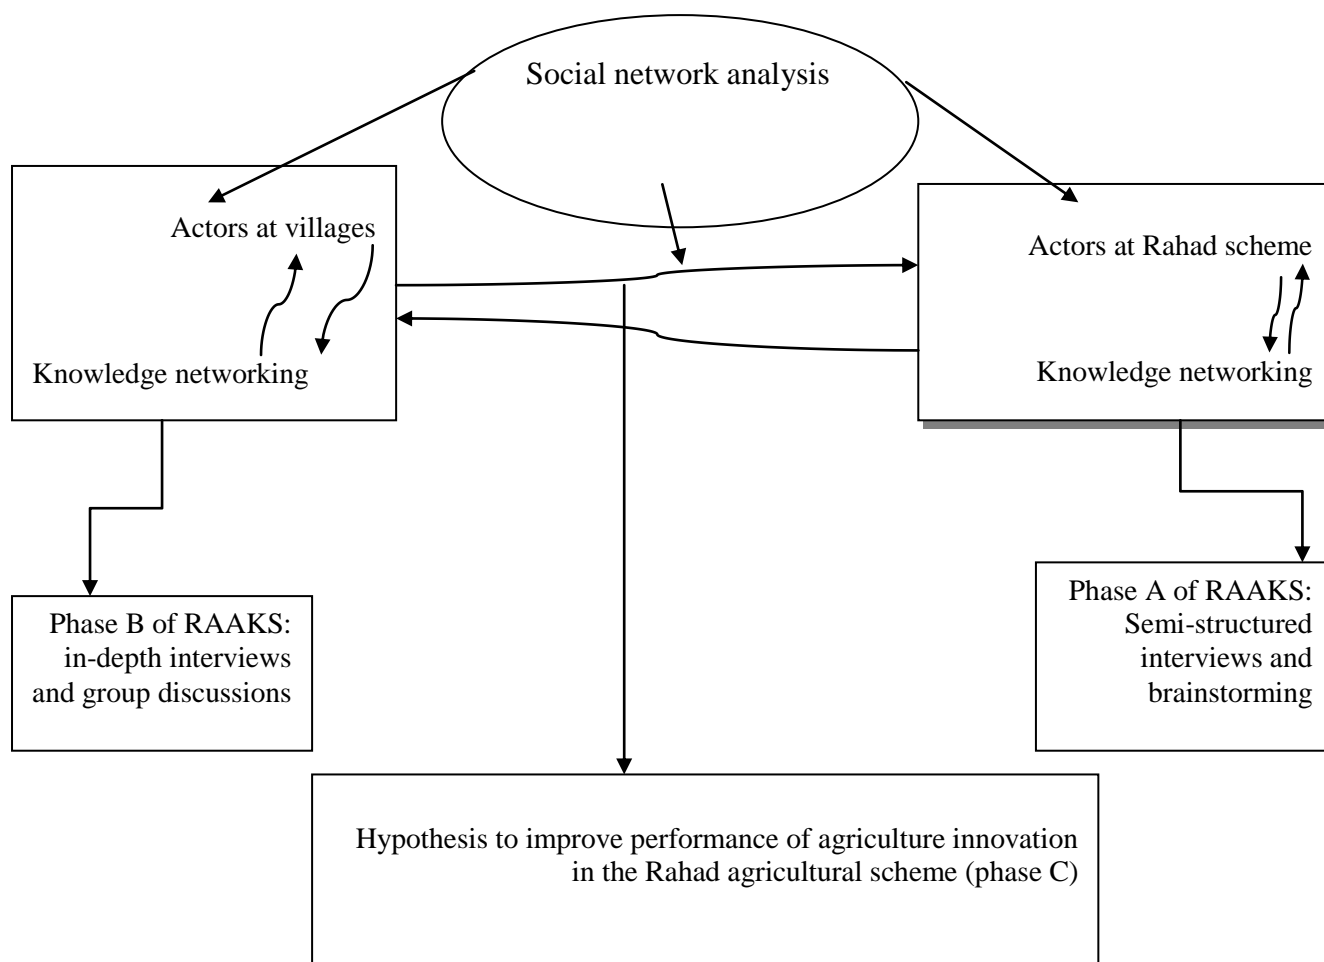 Social network analysis
Actors at villages
Knowledge networking
Actors at Rahad scheme
Knowledge networking
Phase B of RAAKS:
in-depth interviews
and group discussions
Phase A of RAAKS:
Semi-structured
interviews and
brainstorming
Hypothesis to improve performance of agriculture innovation
in the Rahad agricultural scheme (phase C)